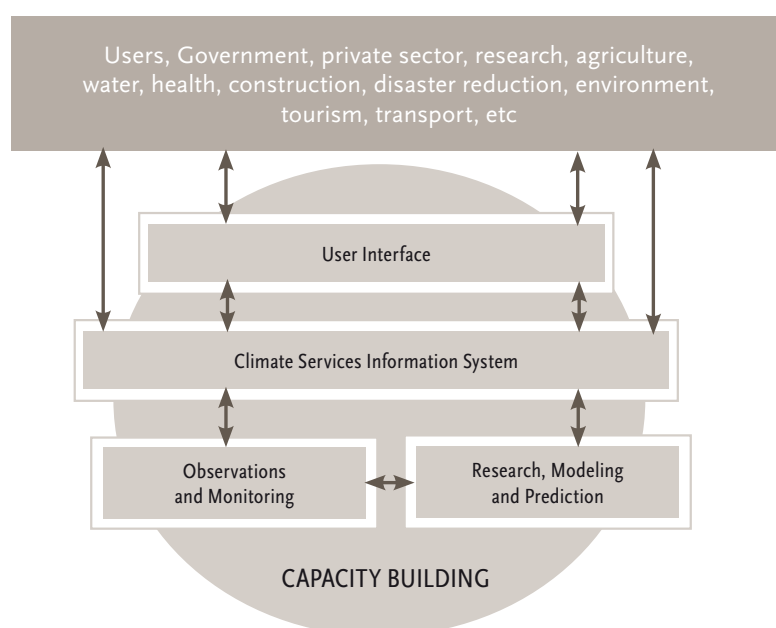 Users, Government, private sector, research, agriculture,
water, health, construction, disaster reduction, environment,
tourism, transport, etc
User Interface
Climate Services Information System
Observations
and Monitoring
Research, Modeling
and Prediction
CAPACITY BUILDING